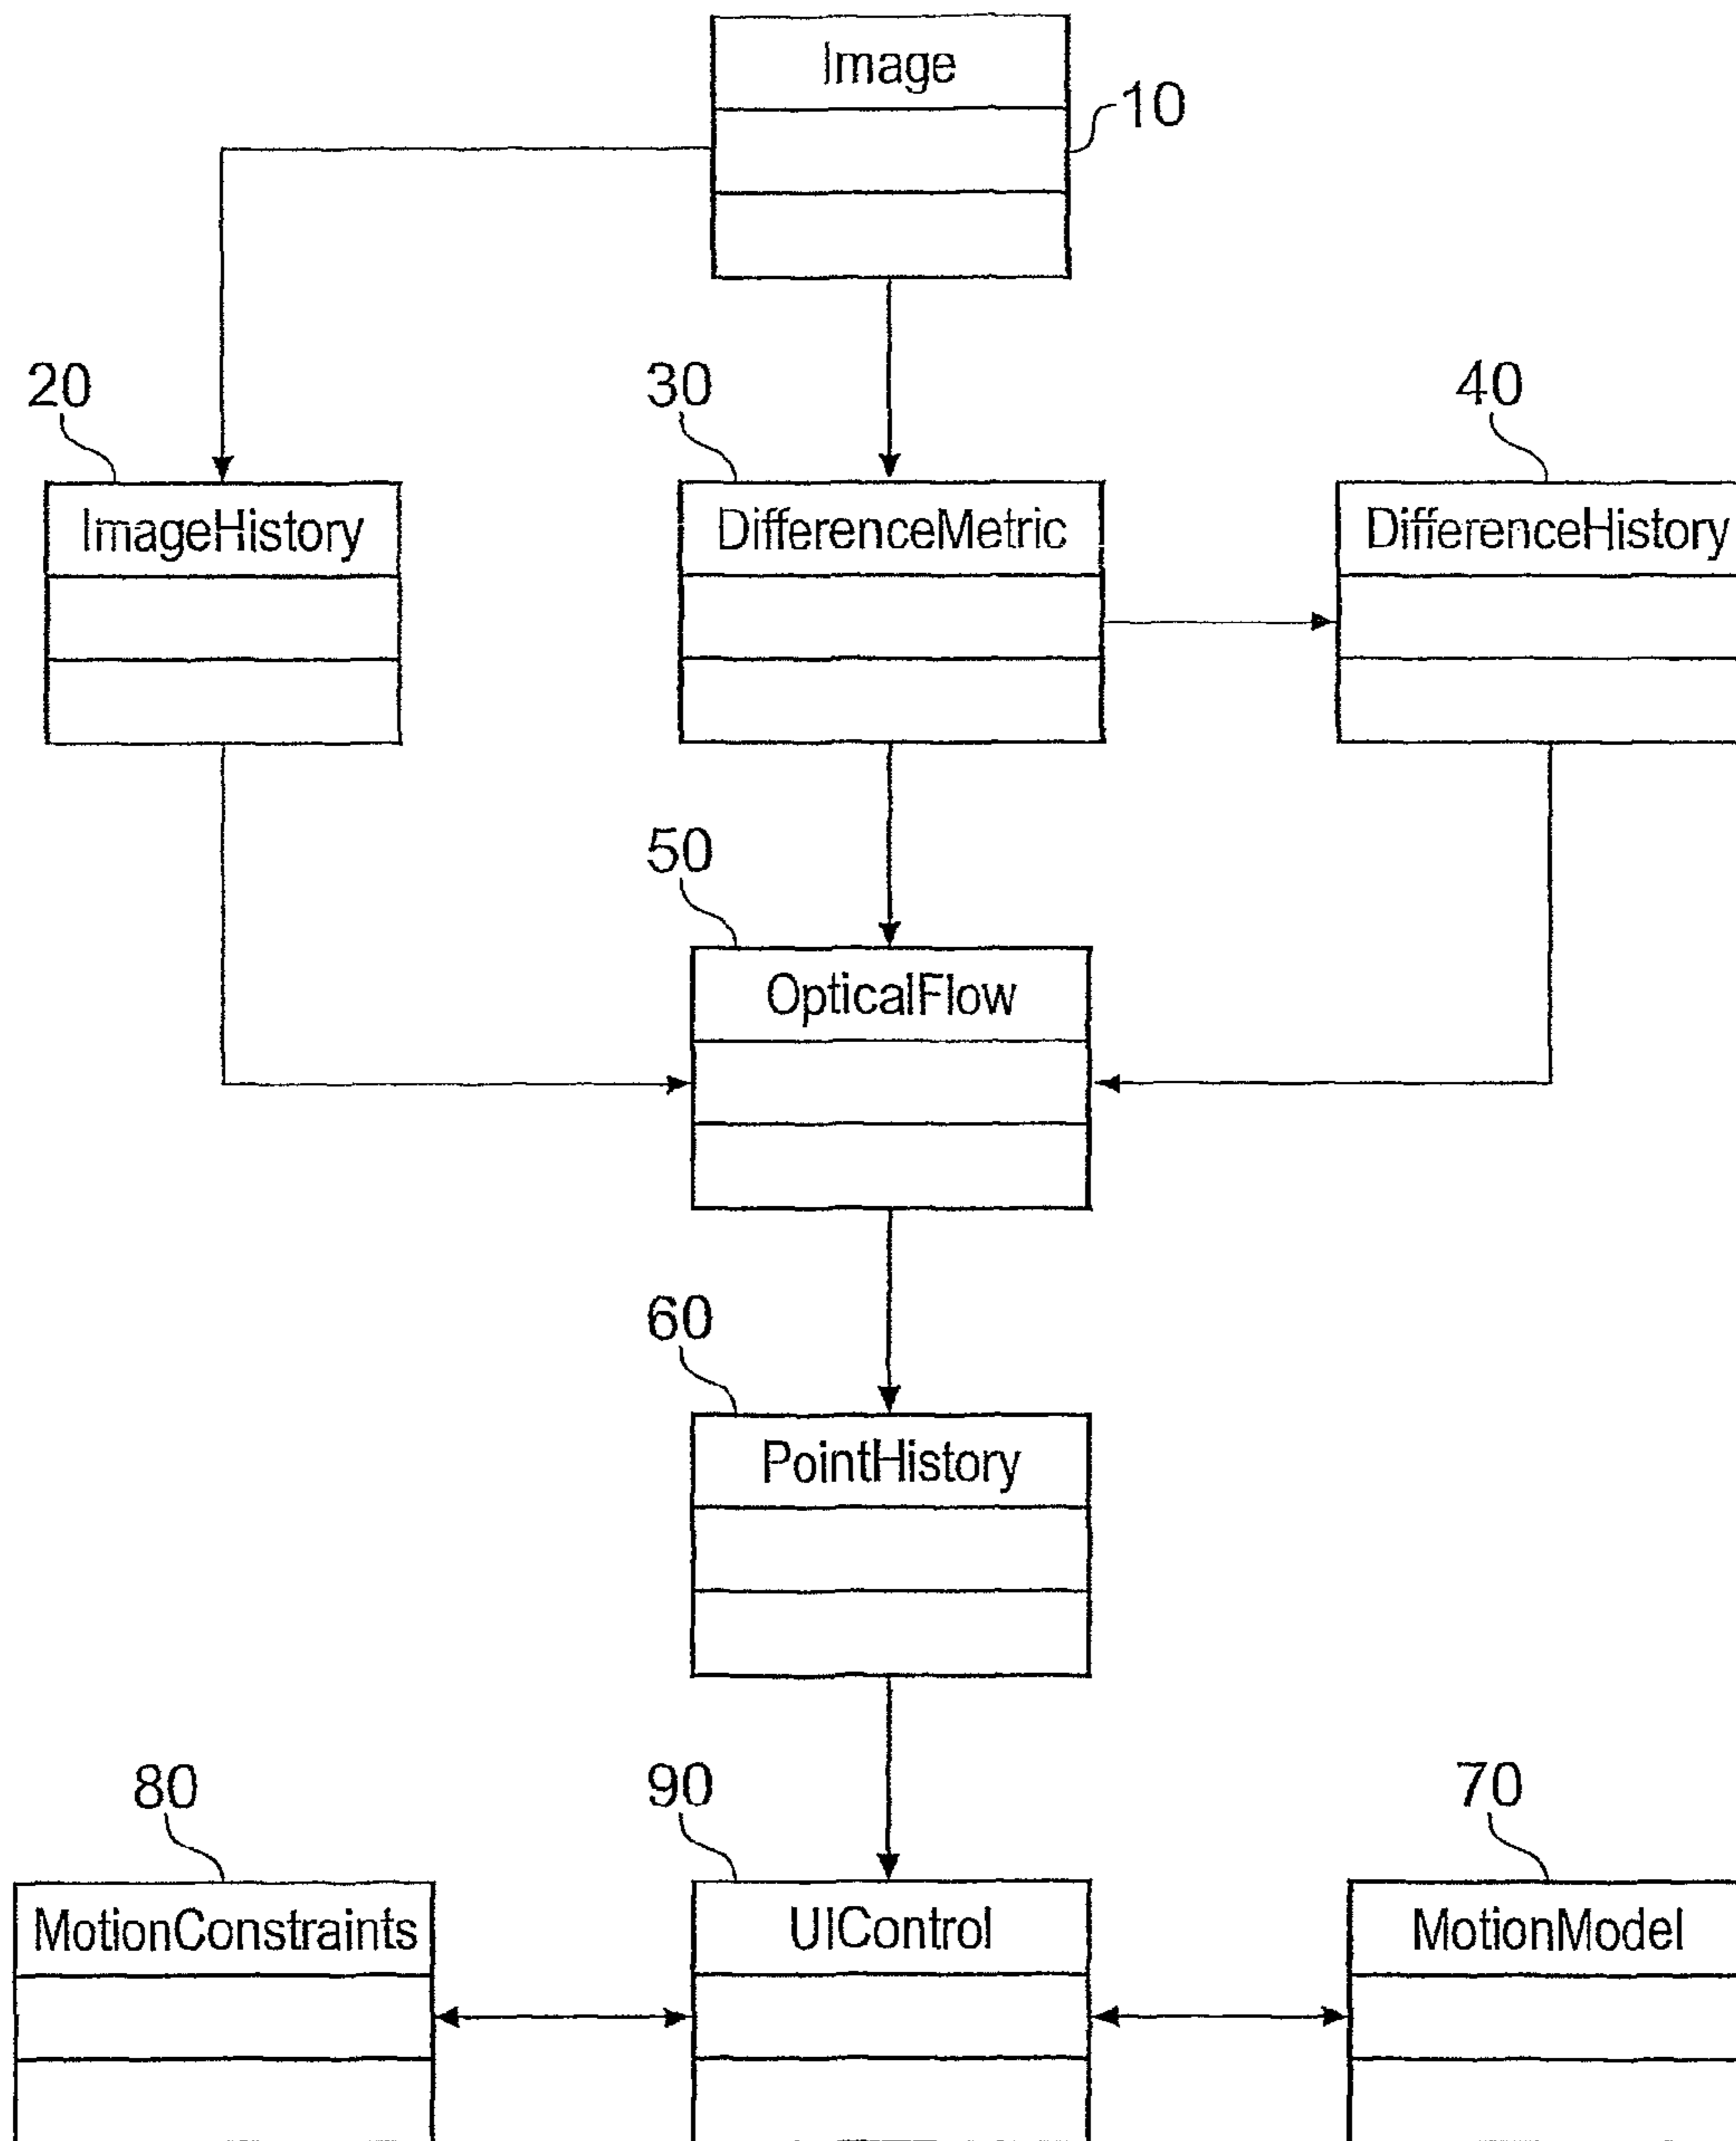 Image
10
20
30
40
ImageHistory
DifferenceMetric
DifferenceHistory
50
OpticalFlow
60
PointHistory
80
90
70
MotionConstraints
UIControl
MotionModel